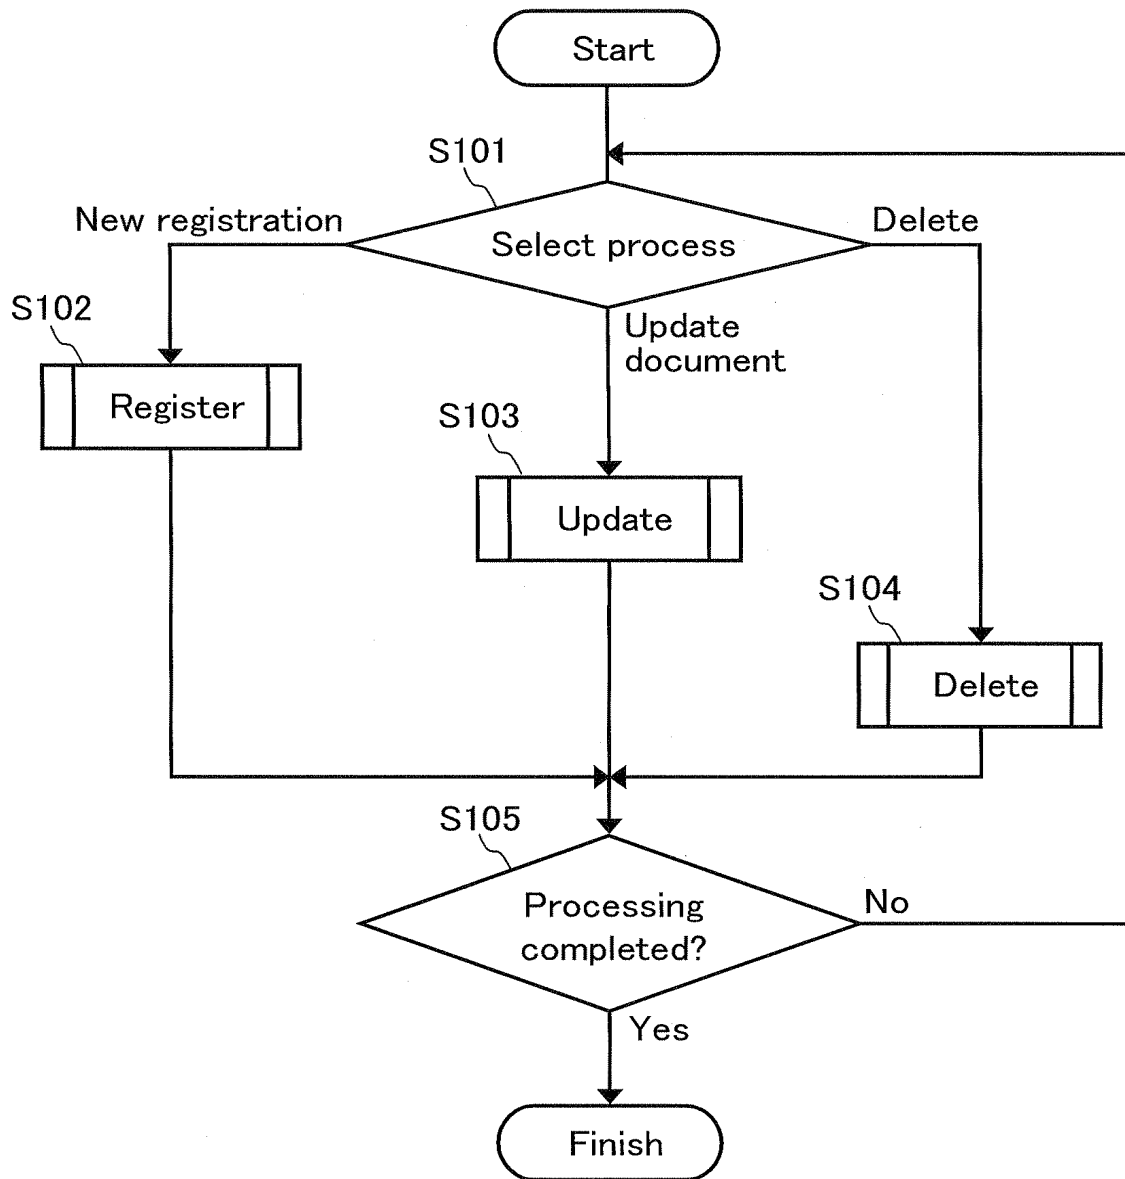 Start
S101
New registration
Select process
Delete
S102
Update
document
Register
S103
Update
S104
Delete
S105
Processing
completed?
No
Yes
Finish